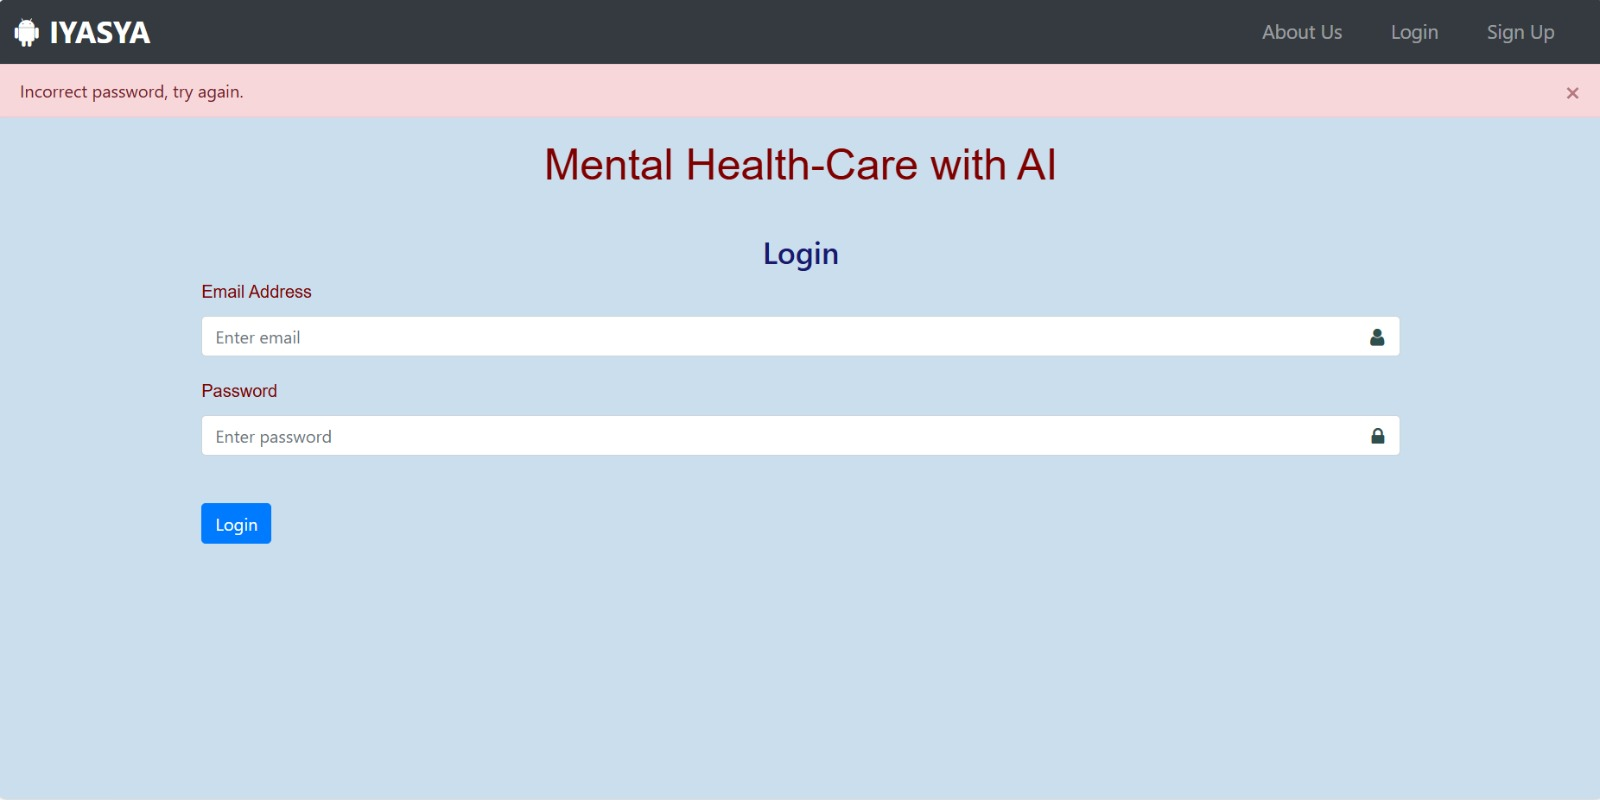 IYASYA
About Us
Login
Sign Up
Incorrect password, try again.
×
Mental Health-Care with AI
Login
Email Address
Enter email
Password
Enter password
Login